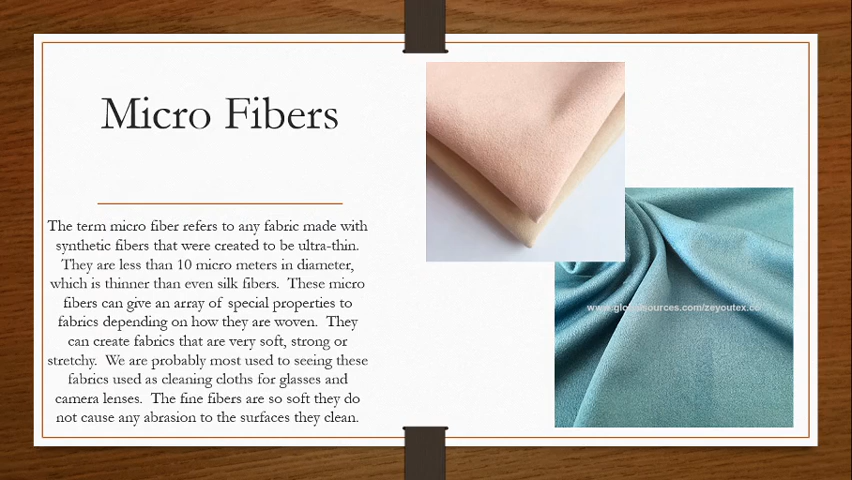 Micro Fibers
The term micro fiber refers to any fabric made with
synthetic fibers that were created to be ultra-thin.
They are less than 10 micro meters in diameter,
which is thinner than even silk fibers.  These micro
fibers can give an array of special properties to
fabrics depending on how they are woven.  They
can create fabrics that are very soft, strong or
stretchy.  We are probably most used to seeing these
fabrics used as cleaning cloths for glasses and
camera lenses.  The fine fibers are so soft they do
not cause any abrasion to the surfaces they clean.